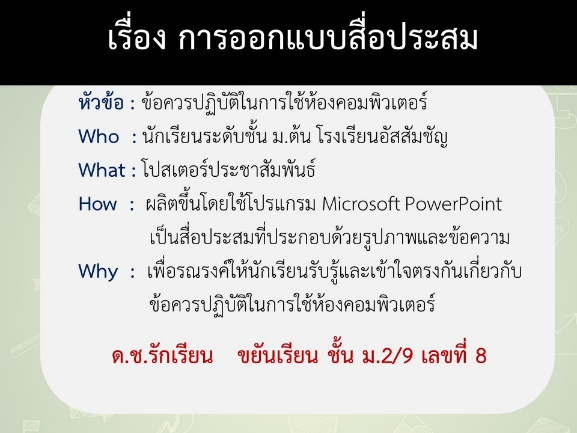 เรื่อง การออกแบบสื่อประสม
หัวข้อ : ข้อควรปฏิบัติในการใช้ห้องคอมพิวเตอร์
Who : นักเรียนระดับชั้น ม.ต้น โรงเรียนอัสสัมชัญ
What : โปสเตอร์ประชาสัมพันธ์
How : ผลิตขึ้นโดยใช้โปรแกรม Microsoft PowerPoint
เป็นสื่อประสมที่ประกอบด้วยรูปภาพและข้อความ
Why : เพื่อรณรงค์ให้นักเรียนรับรู้และเข้าใจตรงกันเกี่ยวกับ
ข้อควรปฏิบัติในการใช้ห้องคอมพิวเตอร์
ด.ช.รักเรียน ขยันเรียน ชั้น ม.2/9 เลขที่ 8